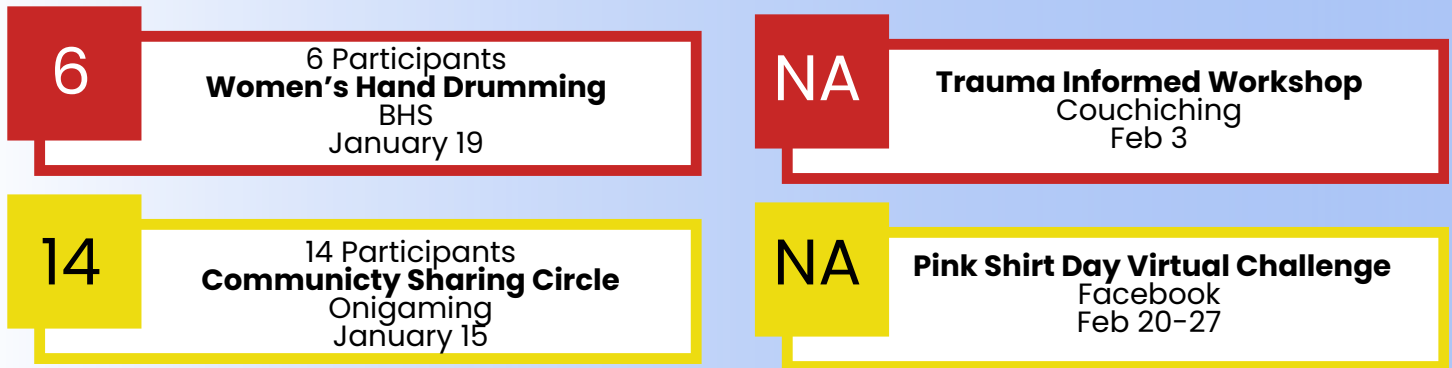 6
6 Participants
Women's Hand Drumming
BHS
January 19
NA
Trauma Informed Workshop
Couchiching
Feb 3
14
14 Participants
Communicty Sharing Circle
Onigaming
January 15
NA
Pink Shirt Day Virtual Challenge
Facebook
Feb 20-27